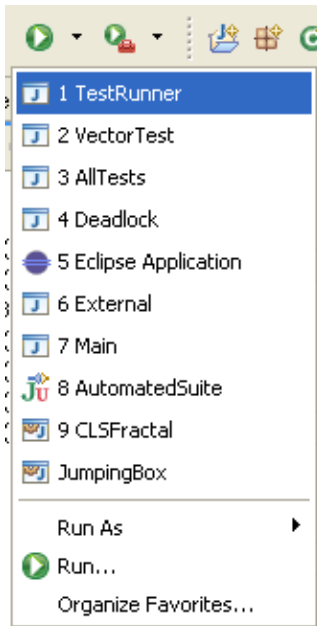 1 TestRunner
2 VectorTest
3 AllTests
4 Deadlock
5 Eclipse Application
6 External
7 Main
8 AutomatedSuite
9 CLSFractal
JumpingBox
Run As
Run...
Organize Favorites...